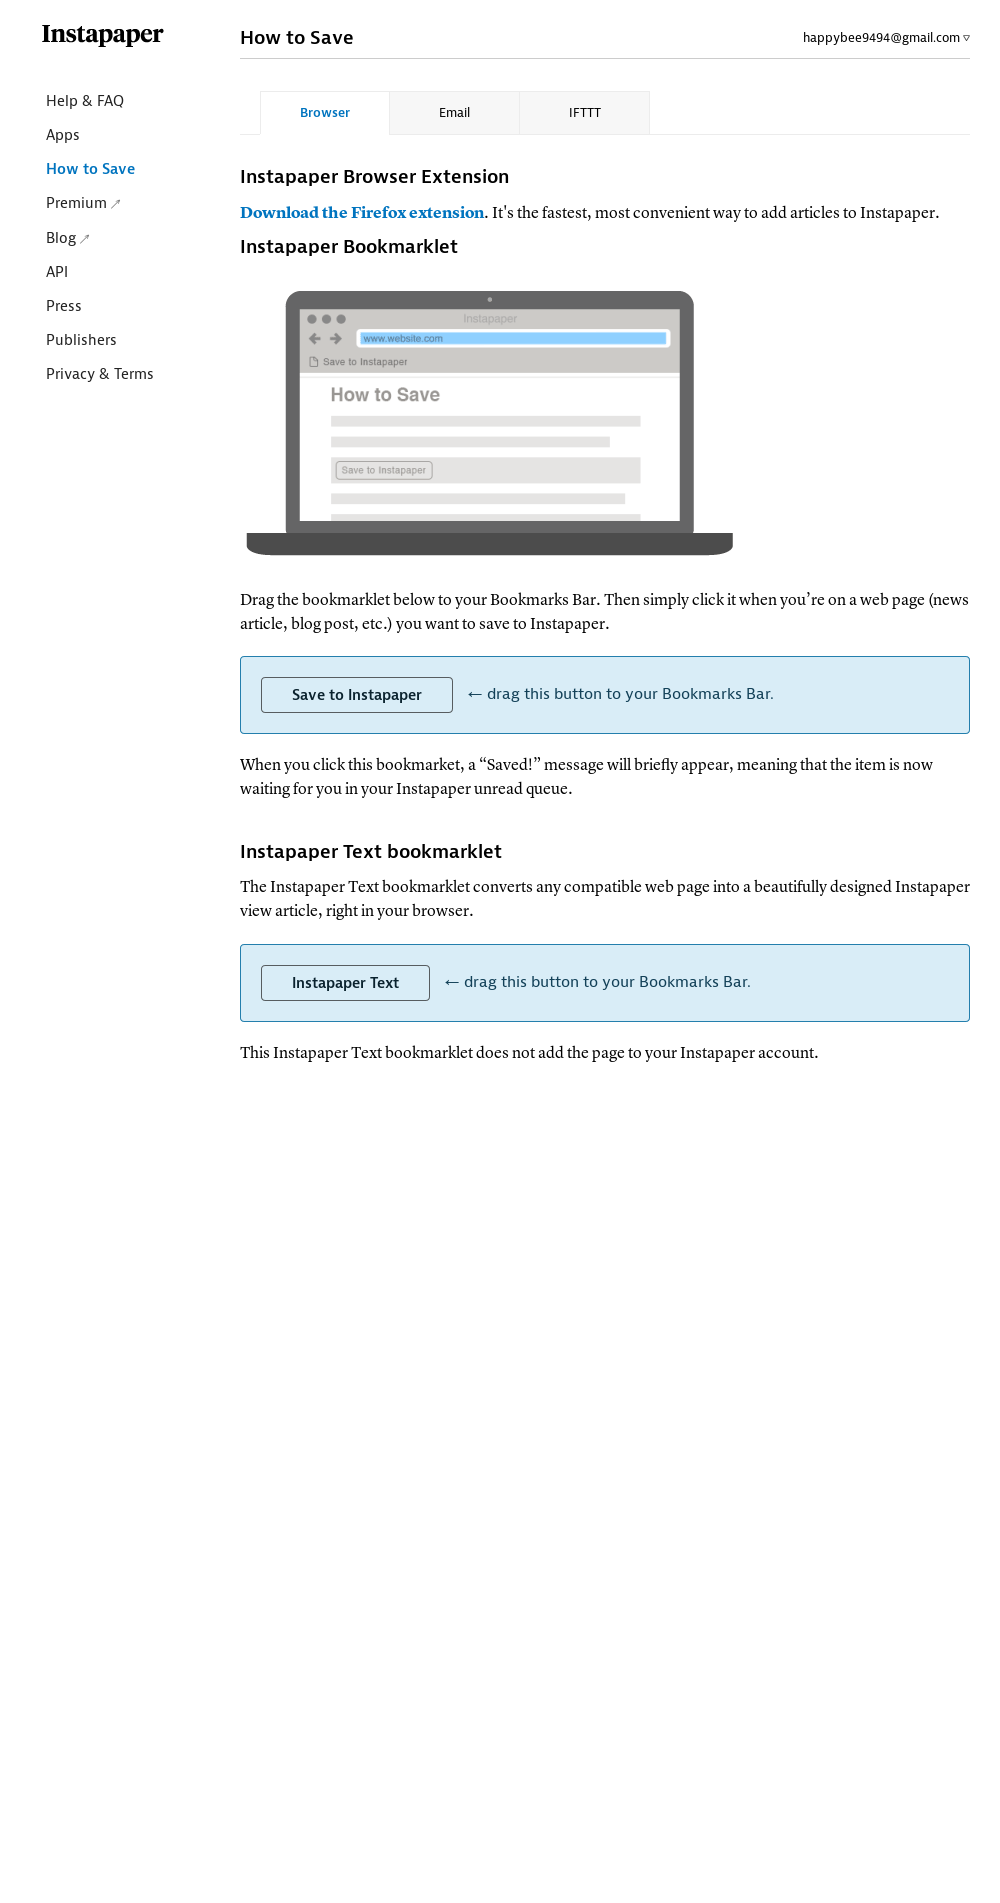 Instapaper
How to Save
happybee9494@gmail.com ▿
Help & FAQ
Apps
How to Save
Premium
Blog
API
Press
Publishers
Privacy & Terms
Browser
Email
IFTTT
Instapaper Browser Extension
Download the Firefox extension. It's the fastest, most convenient way to add articles to Instapaper.
Instapaper Bookmarklet
Instapaper
www.website.com
Save to Instapaper
How to Save
Save to Instapaper
Drag the bookmarklet below to your Bookmarks Bar. Then simply click it when you’re on a web page (news
article, blog post, etc.) you want to save to Instapaper.
Save to Instapaper
← drag this button to your Bookmarks Bar.
When you click this bookmarket, a “Saved!” message will briefly appear, meaning that the item is now
waiting for you in your Instapaper unread queue.
Instapaper Text bookmarklet
The Instapaper Text bookmarklet converts any compatible web page into a beautifully designed Instapaper
view article, right in your browser.
Instapaper Text
← drag this button to your Bookmarks Bar.
This Instapaper Text bookmarklet does not add the page to your Instapaper account.